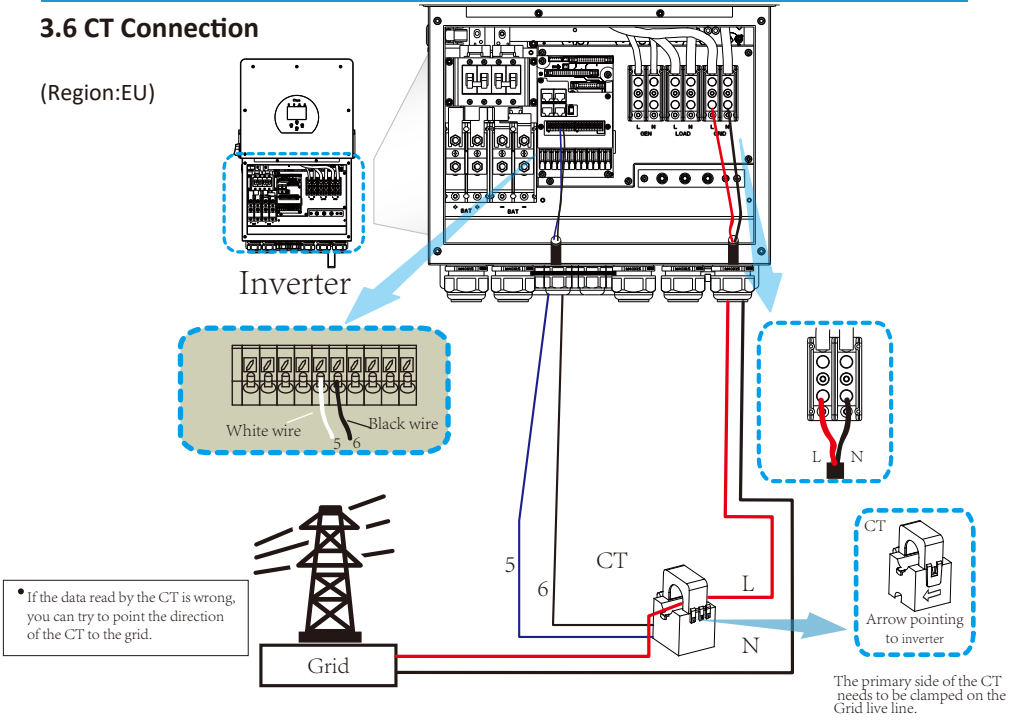 3.6 CT Connection
(Region:EU)
L N L N L N
GEN LOAD GRID
+ BAT + - BAT -
Inverter
White wire
Black wire
5 6
L N
5
6
CT
L
N
CT
Arrow pointing
to inverter
• If the data read by the CT is wrong,
you can try to point the direction
of the CT to the grid.
Grid
The primary side of the CT
needs to be clamped on the
Grid live line.